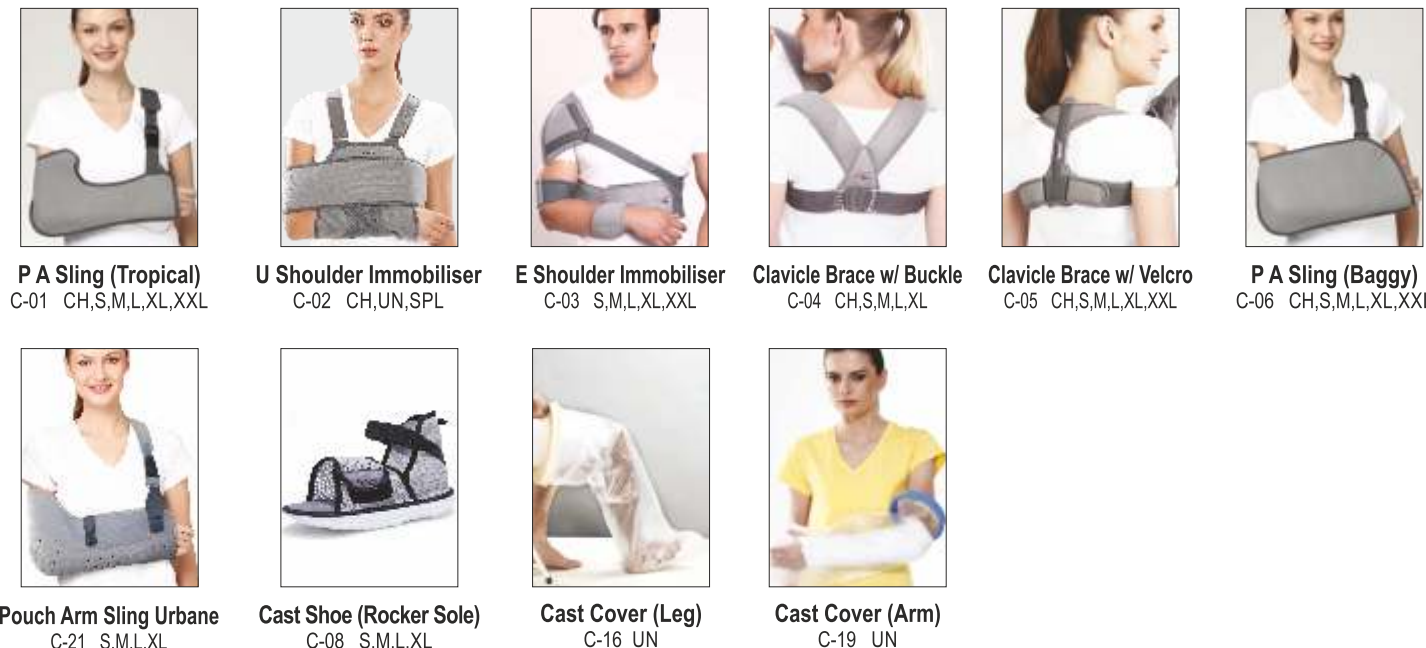 P A Sling (Tropical)
C-01 CH,S,M,L,XL,XXL
U Shoulder Immobiliser
C-02 CH,UN,SPL
E Shoulder Immobiliser
C-03 S,M,L,XL,XXL
Clavicle Brace w/ Buckle
C-04 CH,S,M,L,XL
Clavicle Brace w/ Velcro
C-05 CH,S,M,L,XL,XXL
P A Sling (Baggy)
C-06 CH,S,M,L,XL,XXL
Pouch Arm Sling Urbane
C-21 S,M,L,XL
Cast Shoe (Rocker Sole)
C-08 S,M,L,XL
Cast Cover (Leg)
C-16 UN
Cast Cover (Arm)
C-19 UN